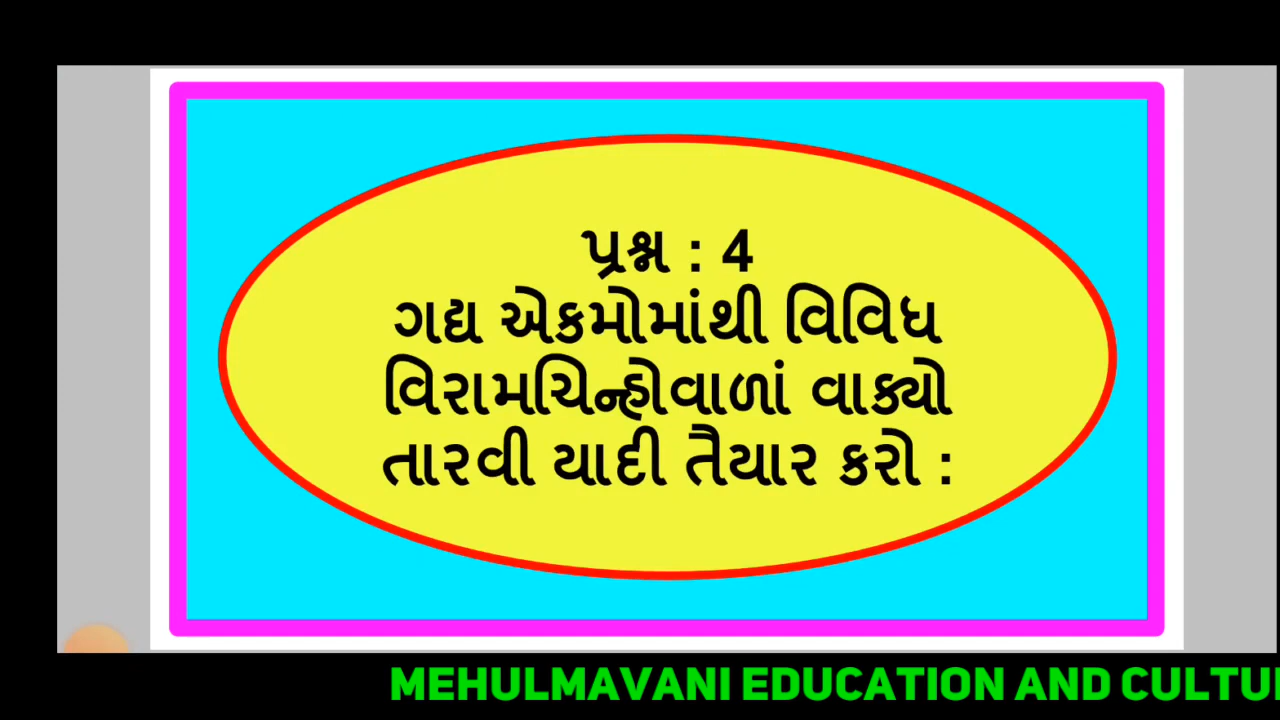 પ્રશ્ન : 4
ગદ્ય એકમોમાંથી વિવિધ
વિરામચિન્હોવાળાં વાક્યો
તારવી યાદી તૈયાર કરો :
MEHULMAVANI EDUCATION AND CULTU